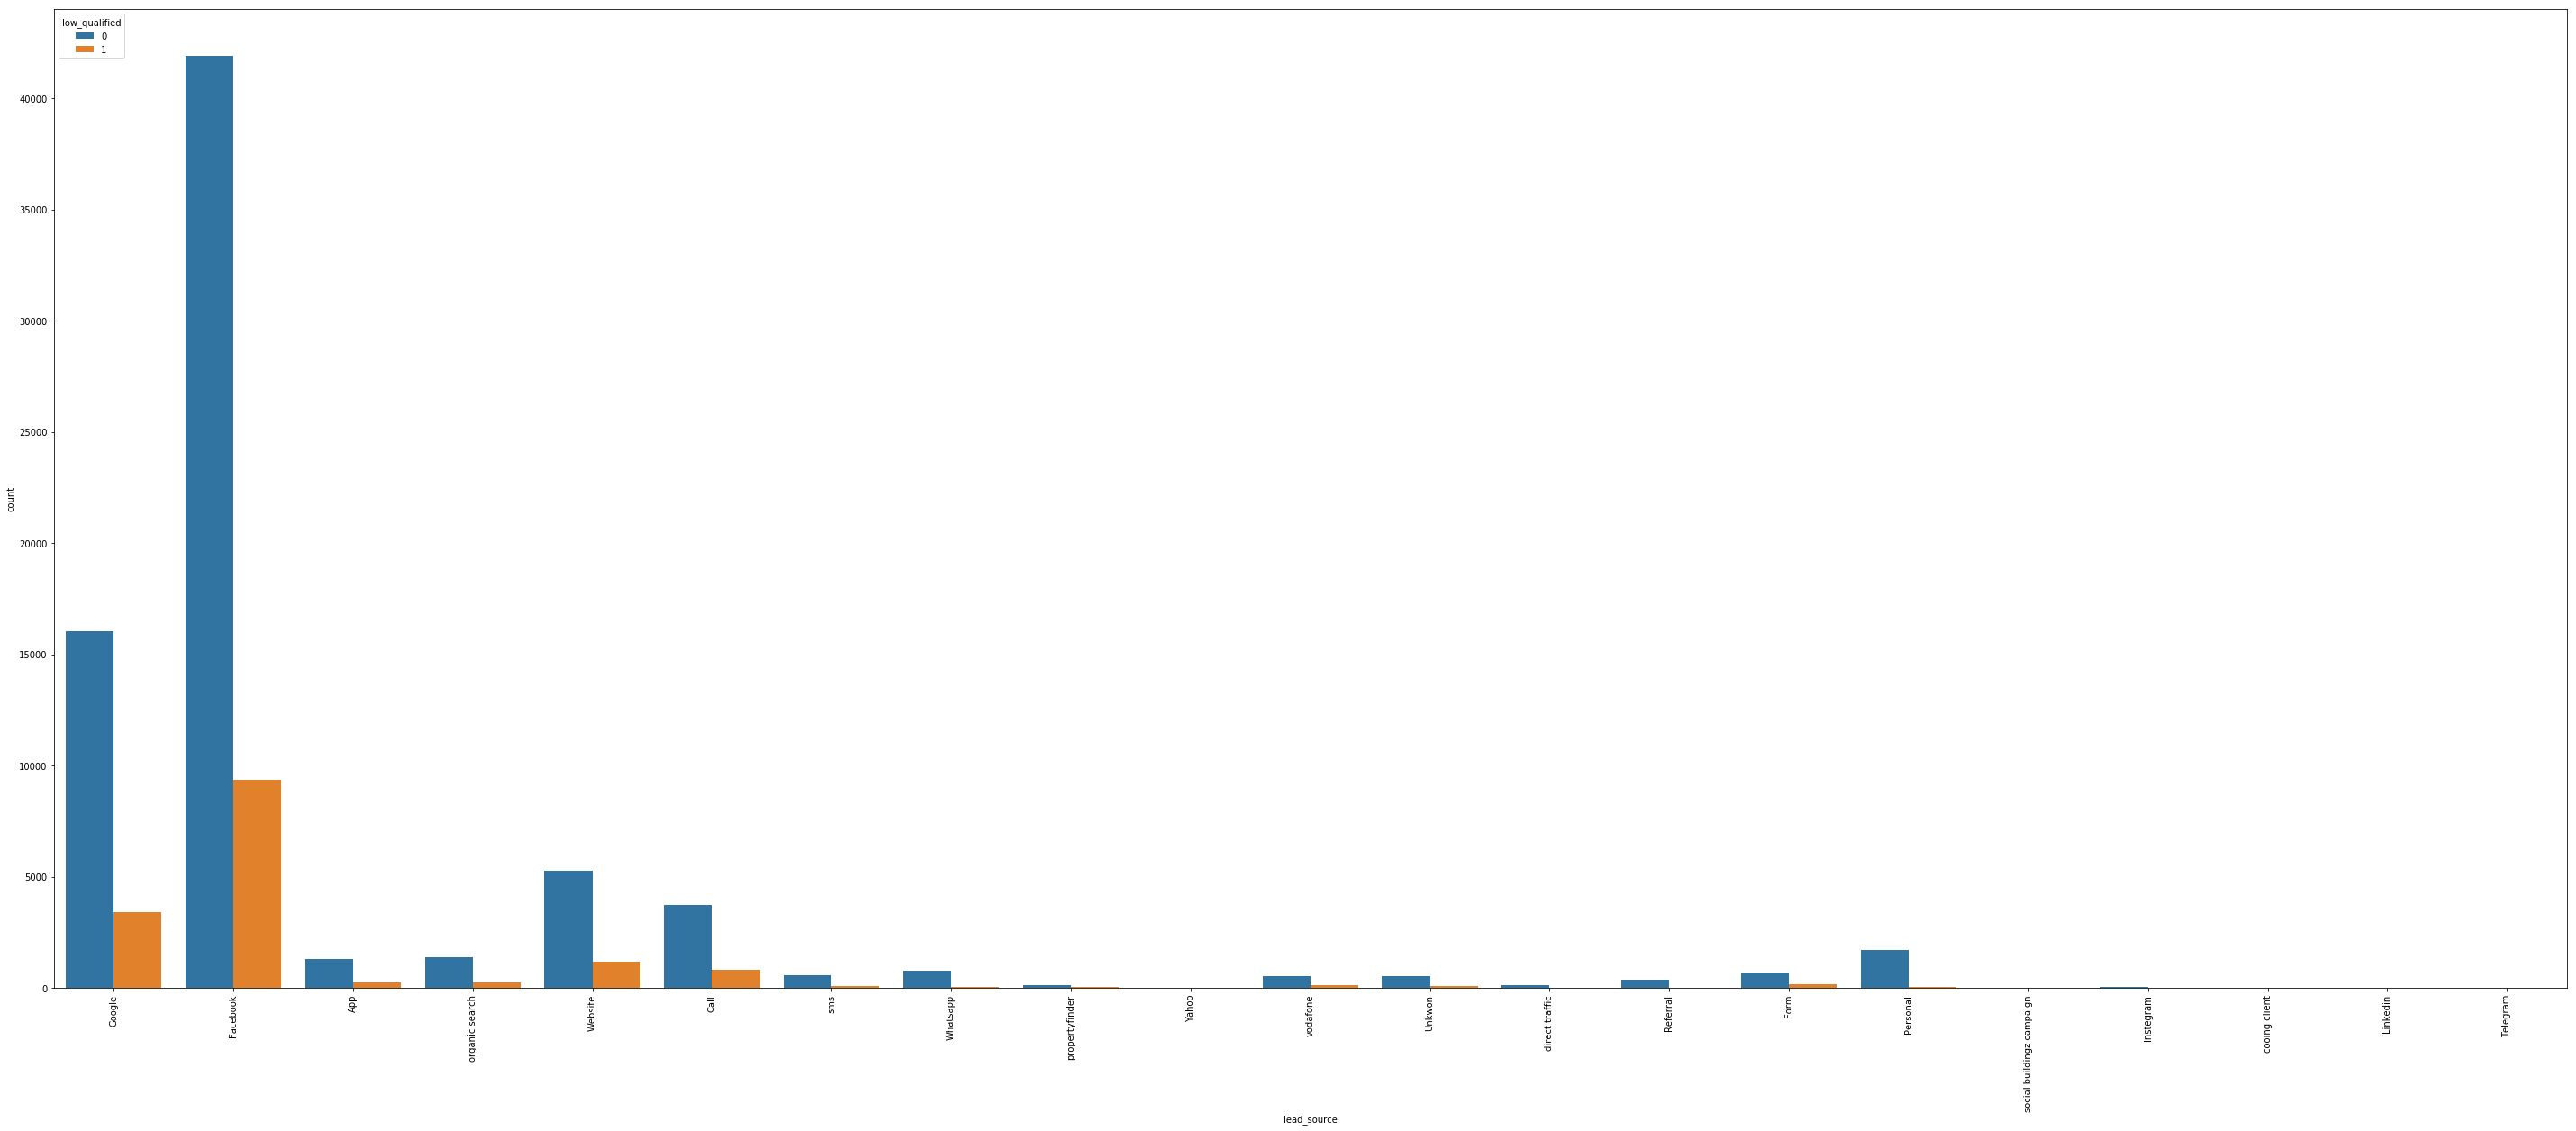 low_qualified
0
1
40000
35000
30000
25000
20000
15000
10000
5000
0
count
Google
Facebook
App
organic search
Website
Call
sms
Whatsapp
propertyfinder
Yahoo
vodafone
Unkwon
direct traffic
Referral
Form
Personal
social buildingz campaign
Instegram
cooing client
Linkedin
Telegram
lead_source